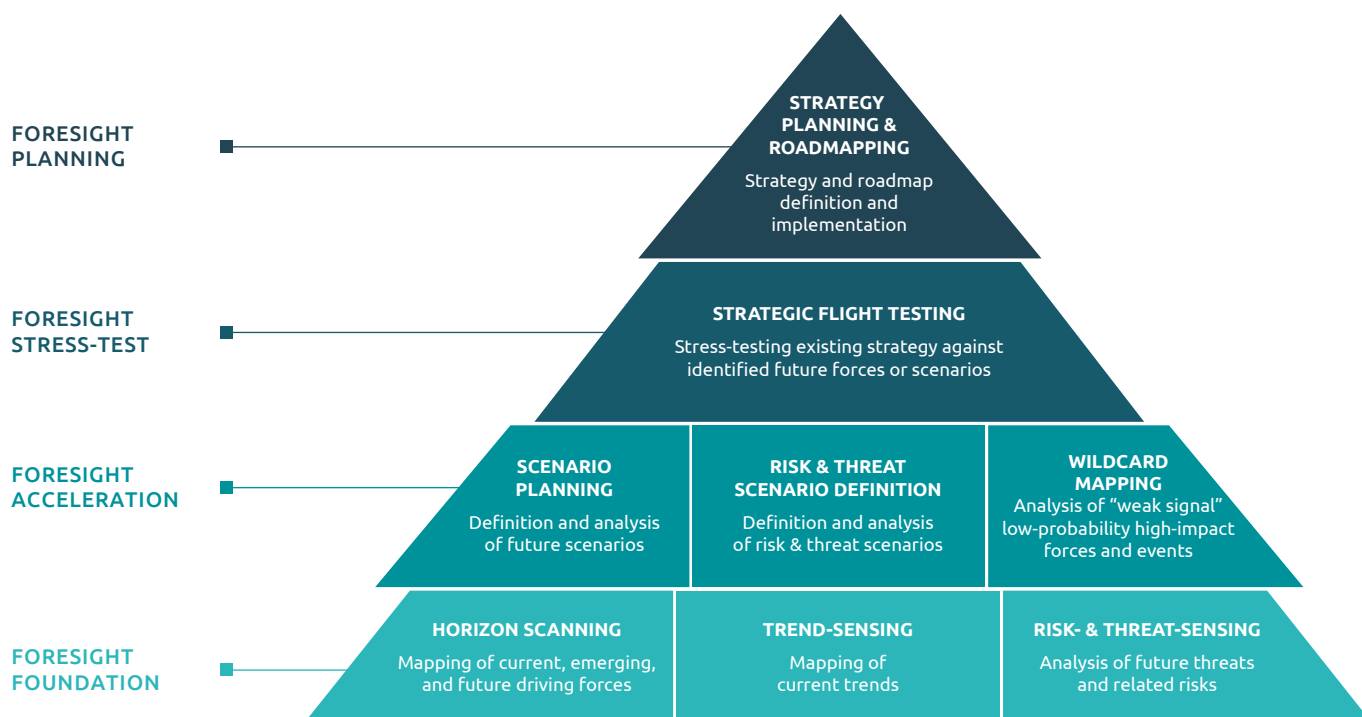 FORESIGHT
PLANNING
STRATEGY
PLANNING &
ROADMAPPING
Strategy and roadmap
definition and
implementation
FORESIGHT
STRESS-TEST
STRATEGIC FLIGHT TESTING
Stress-testing existing strategy against
identified future forces or scenarios
FORESIGHT
ACCELERATION
SCENARIO
PLANNING
Definition and analysis
of future scenarios
RISK & THREAT
SCENARIO DEFINITION
Definition and analysis
of risk & threat scenarios
WILDCARD
MAPPING
Analysis of “weak signal”
low-probability high-impact
forces and events
FORESIGHT
FOUNDATION
HORIZON SCANNING
Mapping of current, emerging,
and future driving forces
TREND-SENSING
Mapping of
current trends
RISK- & THREAT-SENSING
Analysis of future threats
and related risks